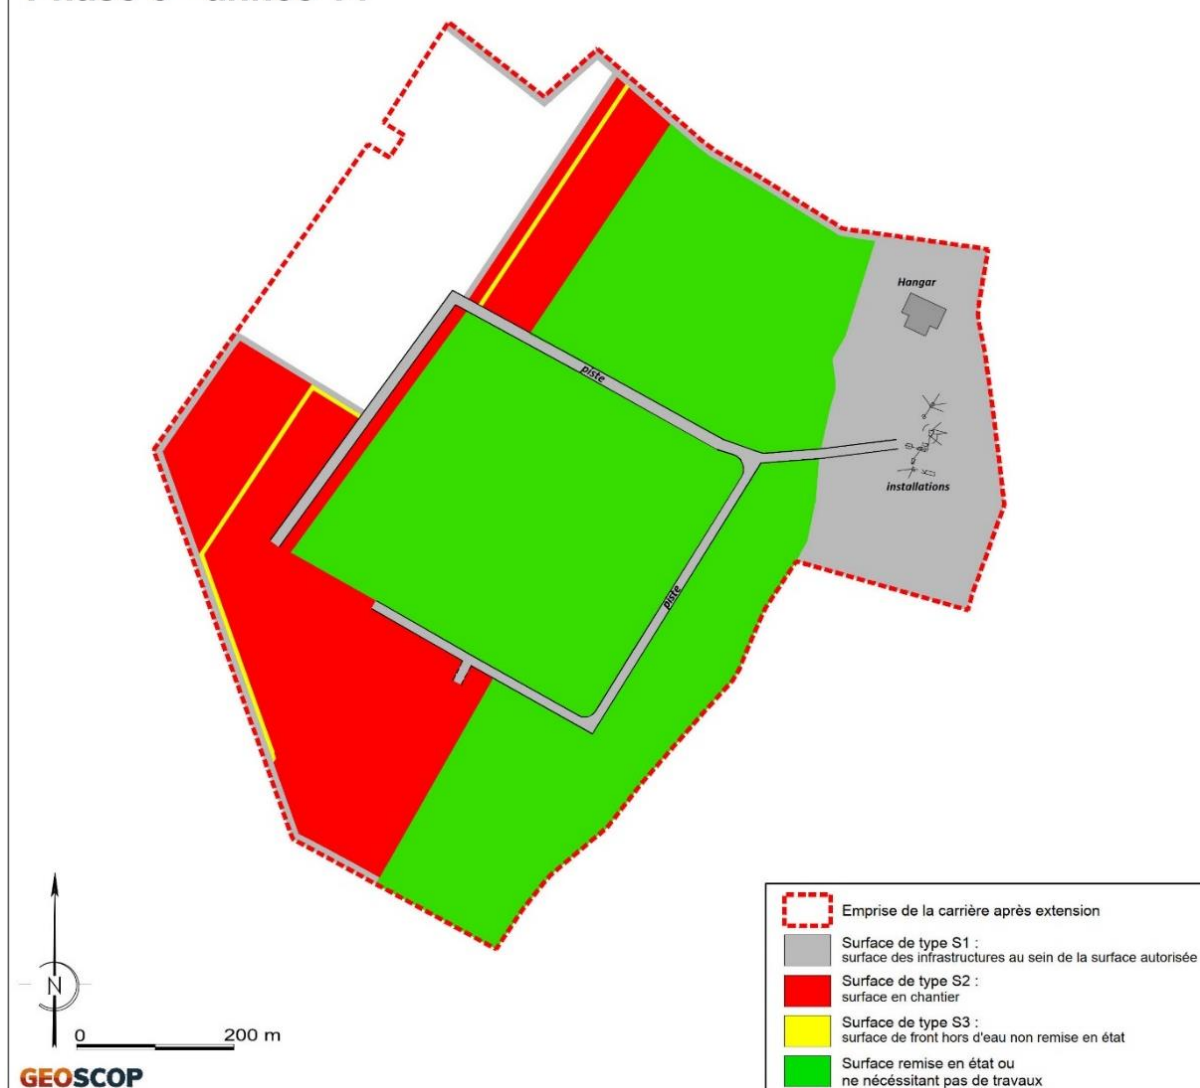 Hangar
piste
installations
piste
Emprise de la carrière après extension
Surface de type S1 :
surface des infrastructures au sein de la surface autorisée
Surface de type S2 :
surface en chantier
Surface de type S3 :
surface de front hors d'eau non remise en état
Surface remise en état ou
ne nécéssitant pas de travaux
N
0 200 m
GEOSCOP